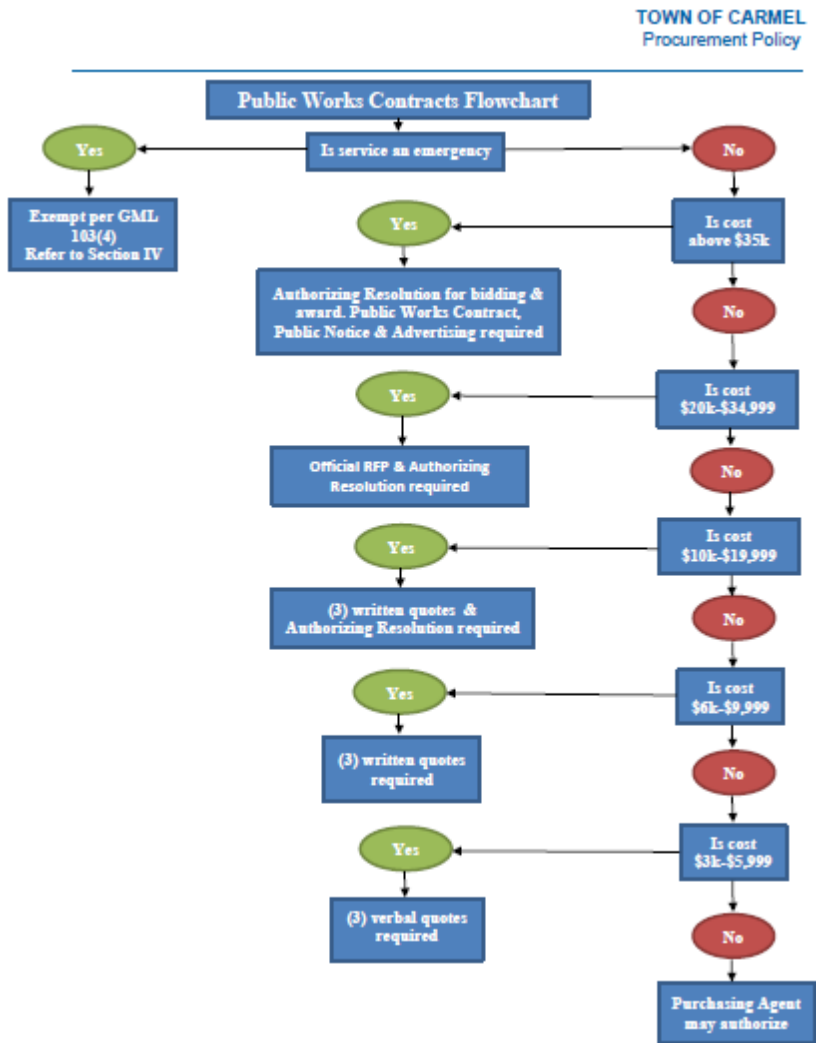 TOWN OF CARMEL
Procurement Policy
Public Works Contracts Flowchart
Yes
Is service an emergency
No
Exempt per GML
103(4)
Refer to Section IV
Yes
Is cost
above $35k
Authorizing Resolution for bidding &
award. Public Works Contract,
Public Notice & Advertising required
No
Yes
Is cost
$20k-$34,999
Official RFP & Authorizing
Resolution required
No
Yes
Is cost
$10k-$19,999
(3) written quotes &
Authorizing Resolution required
No
Yes
Is cost
$6k-$9,999
(3) written quotes
required
No
Yes
Is cost
$3k-$5,999
(3) verbal quotes
required
No
Purchasing Agent
may authorize